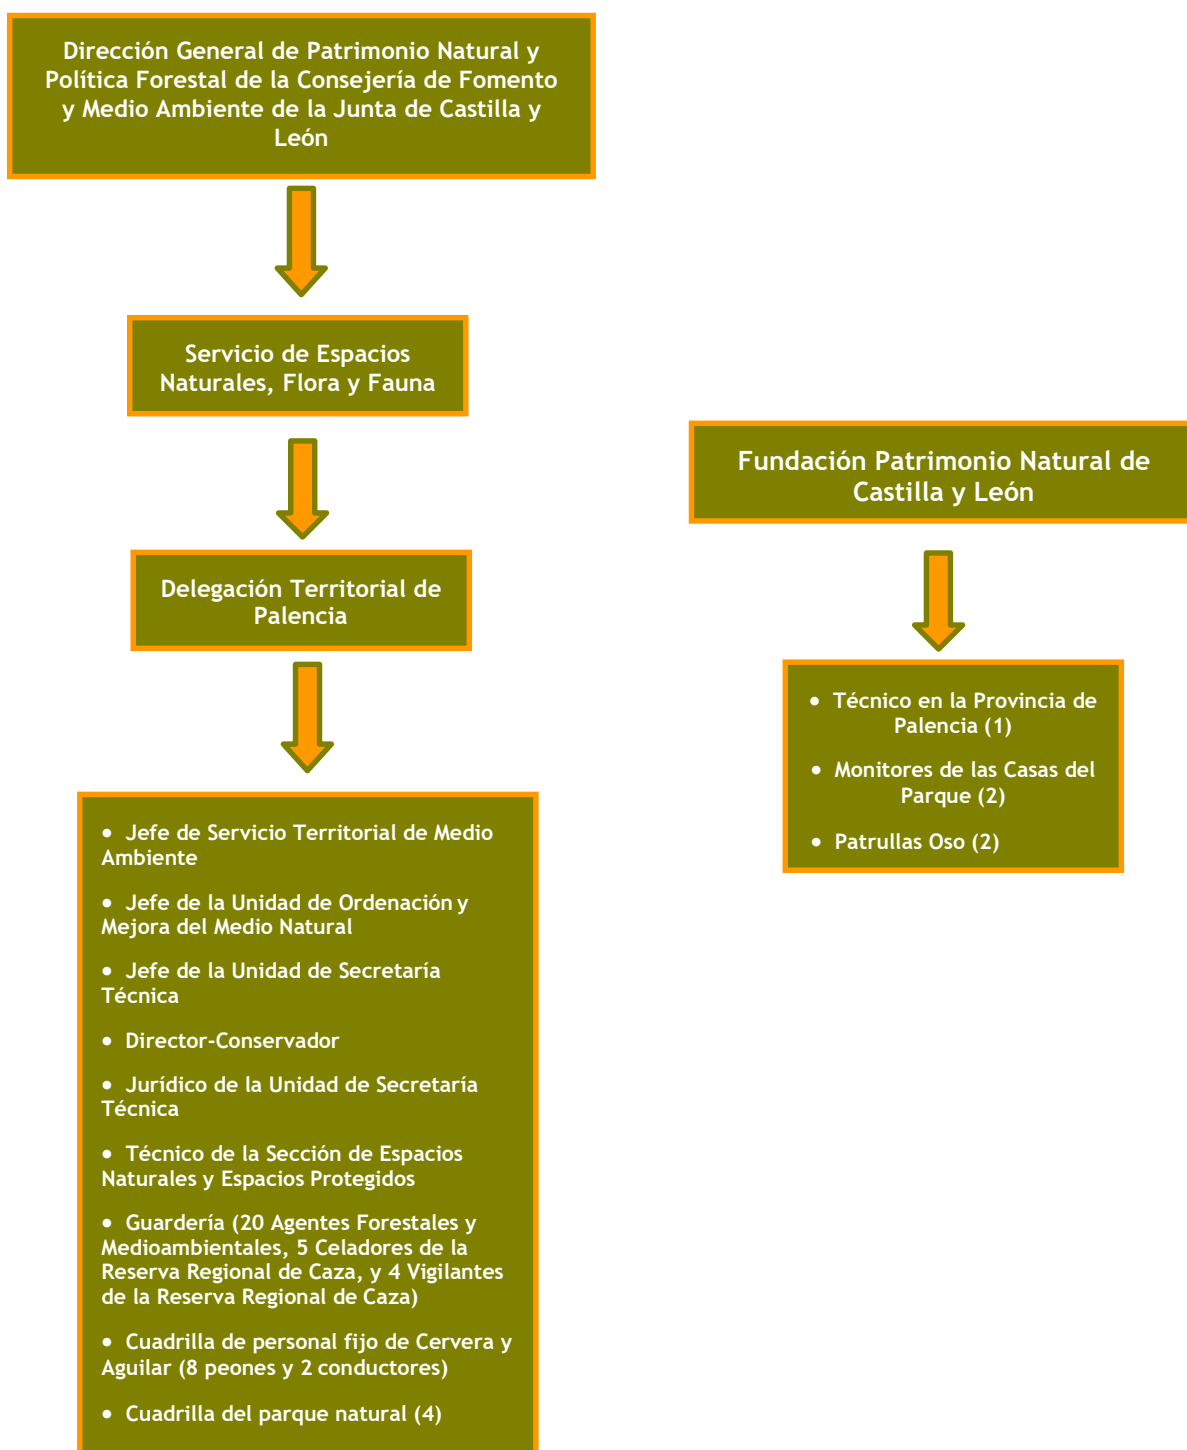 Dirección General de Patrimonio Natural y
Política Forestal de la Consejería de Fomento
y Medio Ambiente de la Junta de Castilla y
León
Servicio de Espacios
Naturales, Flora y Fauna
Delegación Territorial de
Palencia
• Jefe de Servicio Territorial de Medio
Ambiente
• Jefe de la Unidad de Ordenación y
Mejora del Medio Natural
• Jefe de la Unidad de Secretaría
Técnica
• Director-Conservador
• Jurídico de la Unidad de Secretaría
Técnica
• Técnico de la Sección de Espacios
Naturales y Espacios Protegidos
• Guardería (20 Agentes Forestales y
Medioambientales, 5 Celadores de la
Reserva Regional de Caza, y 4 Vigilantes
de la Reserva Regional de Caza)
• Cuadrilla de personal fijo de Cervera y
Aguilar (8 peones y 2 conductores)
• Cuadrilla del parque natural (4)
Fundación Patrimonio Natural de
Castilla y León
• Técnico en la Provincia de
Palencia (1)
• Monitores de las Casas del
Parque (2)
• Patrullas Oso (2)